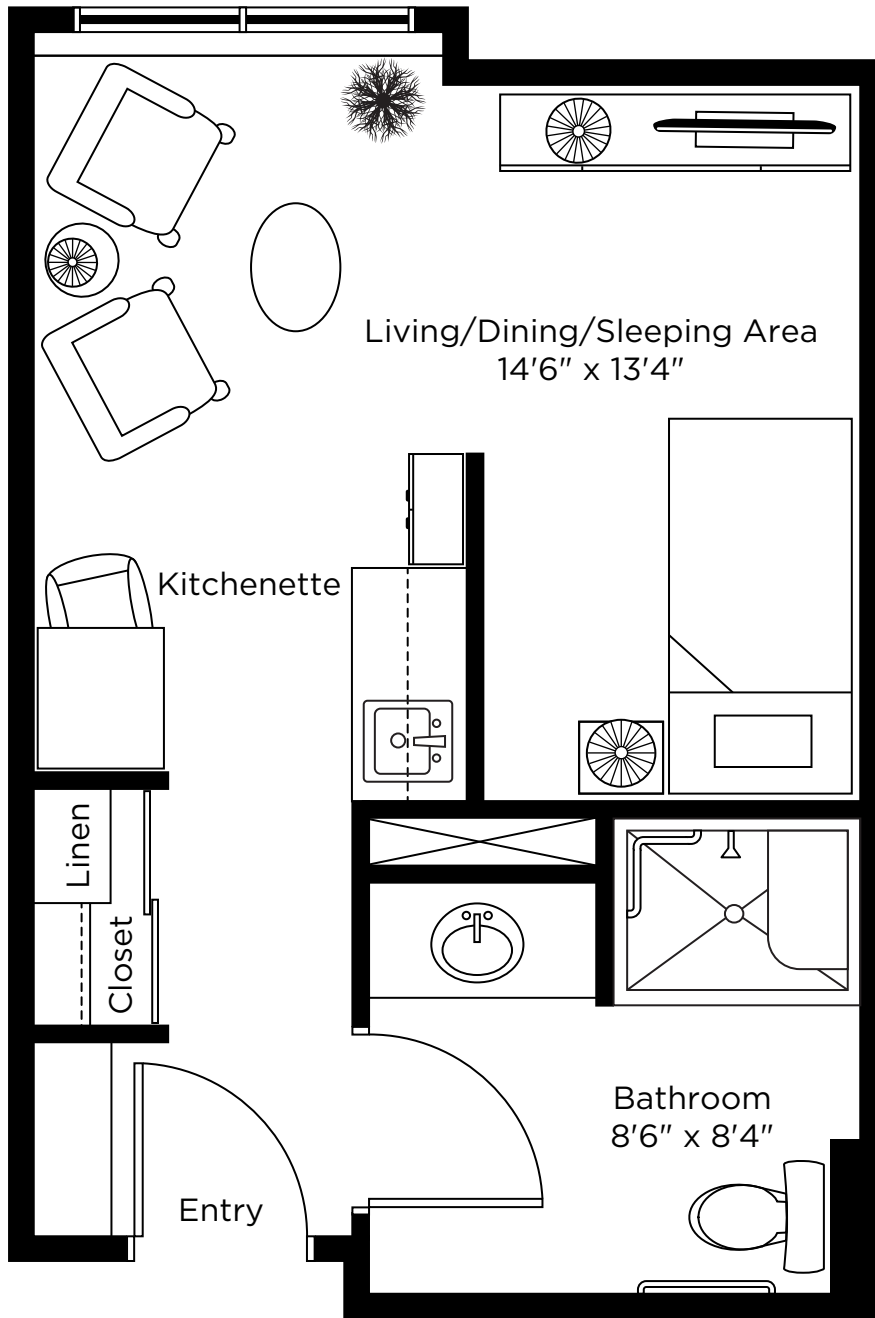 Living/Dining/Sleeping Area
14'6" x 13'4"
Kitchenette
Linen
Closet
Bathroom
8'6" x 8'4"
Entry